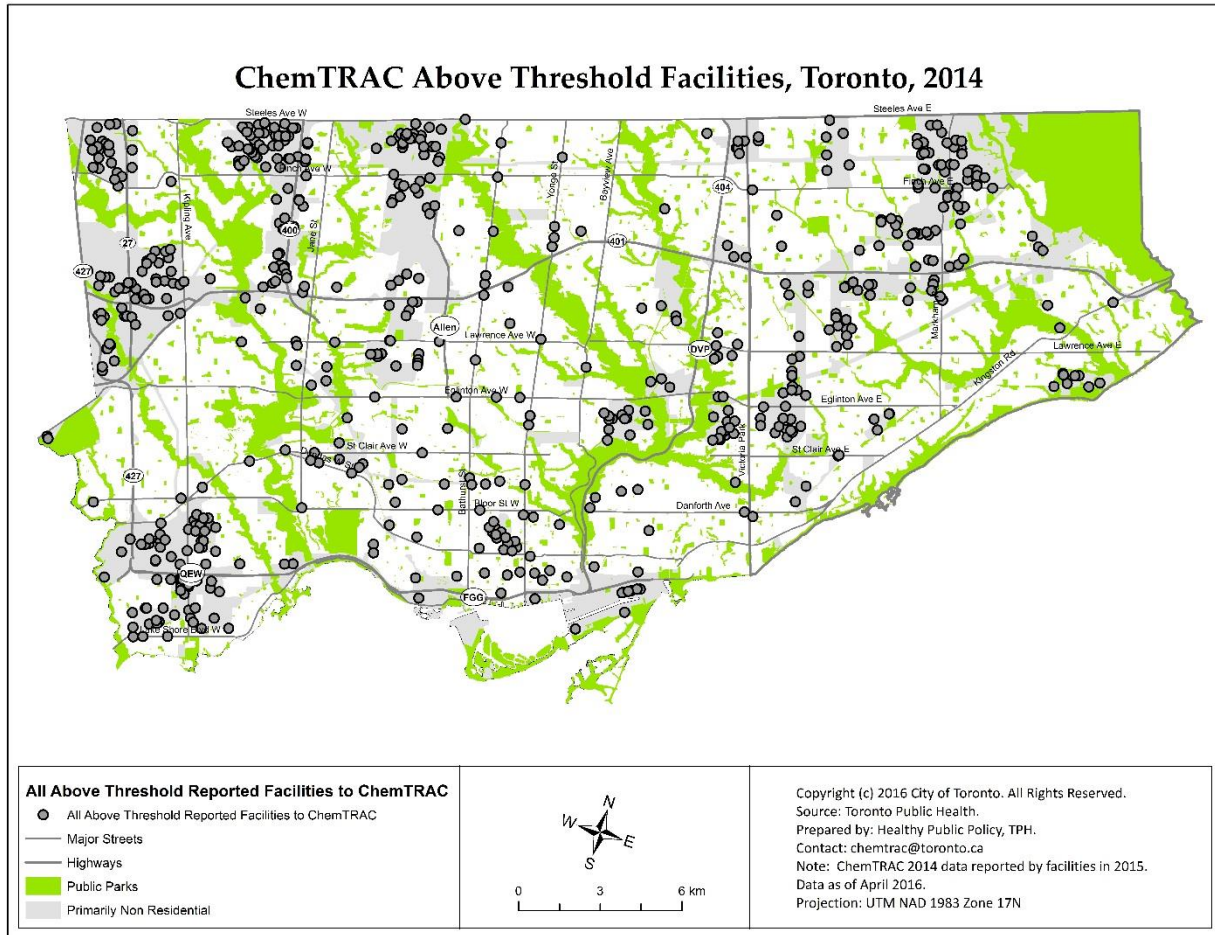 ChemTRAC Above Threshold Facilities, Toronto, 2014
Steeles Ave W
Steeles Ave E
Finch Ave W
Finch Ave E
Kipling Ave
Jane St
Yonge St
Bayview Ave
404
400
27
427
401
Allen
Markham
Lawrence Ave W
DVP
Lawrence Ave E
Kingston Rd
Eglinton Ave W
Eglinton Ave E
St Clair Ave W
Dundas W St
St Clair Ave E
Victoria Park
427
Bathurst St
Bloor St W
Danforth Ave
QEW
FGG
Lake Shore Blvd W
All Above Threshold Reported Facilities to ChemTRAC
All Above Threshold Reported Facilities to ChemTRAC
Major Streets
Highways
Public Parks
Primarily Non Residential
N
W
E
S
0 3 6 km
Copyright (c) 2016 City of Toronto. All Rights Reserved.
Source: Toronto Public Health.
Prepared by: Healthy Public Policy, TPH.
Contact: chemtrac@toronto.ca
Note: ChemTRAC 2014 data reported by facilities in 2015.
Data as of April 2016.
Projection: UTM NAD 1983 Zone 17N